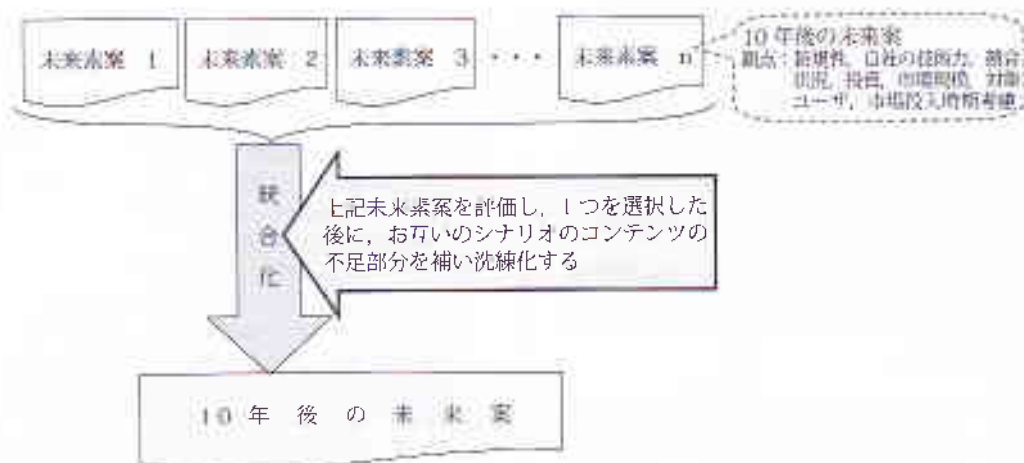 未来素案 1
未来素案 2
未来素案 3
・・・
未来素案 n
10年後の未来案
観点：新規性, 自社の技術力, 競合
状況, 投資, 市場規模, 対象
ユーザ, 市場投入時期考慮
統合化
上記未来素案を評価し, 1つを選択した
後に, お互いのシナリオのコンテンツの
不足部分を補い洗練化する
10年後の未来案